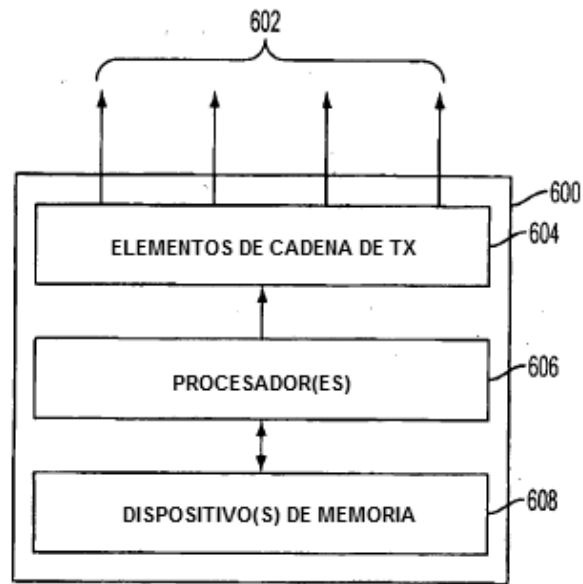 602
600
ELEMENTOS DE CADENA DE TX
604
PROCESADOR(ES)
606
DISPOSITIVO(S) DE MEMORIA
608